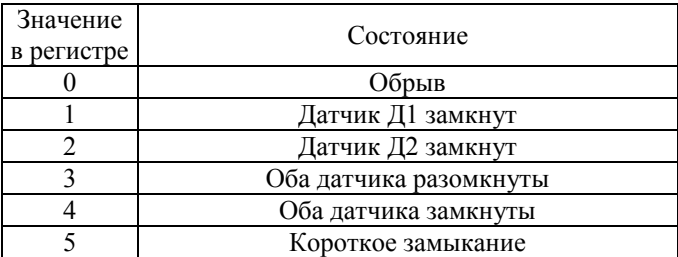 Значение
в регистре
Состояние
0 Обрыв
1 Датчик Д1 замкнут
2 Датчик Д2 замкнут
3 Оба датчика разомкнуты
4 Оба датчика замкнуты
5 Короткое замыкание